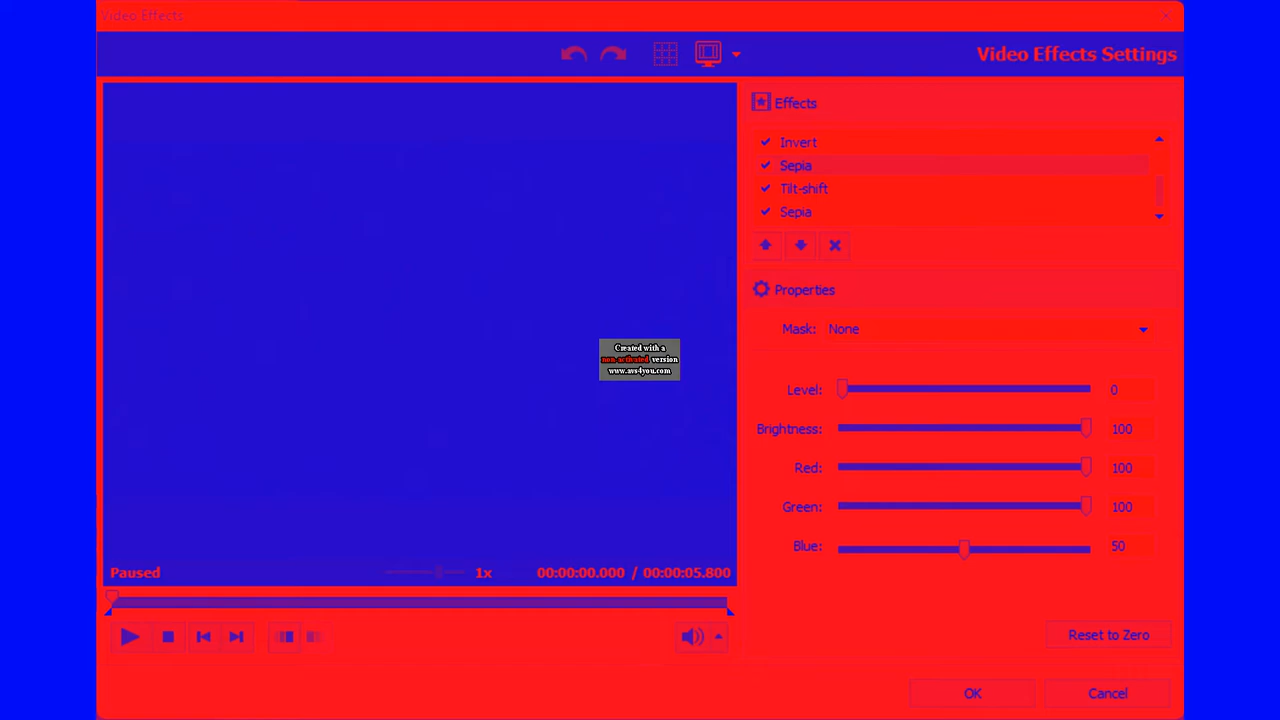 Video Effects
Video Effects Settings
Effects
Invert
Sepia
Tilt-shift
Sepia
Properties
Mask: None
Created with a
non-activated version
www.avs4you.com
Level: 0
Brightness: 100
Red: 100
Green: 100
Blue: 50
Paused
1x
00:00:00.000 / 00:00:05.800
Reset to Zero
OK
Cancel